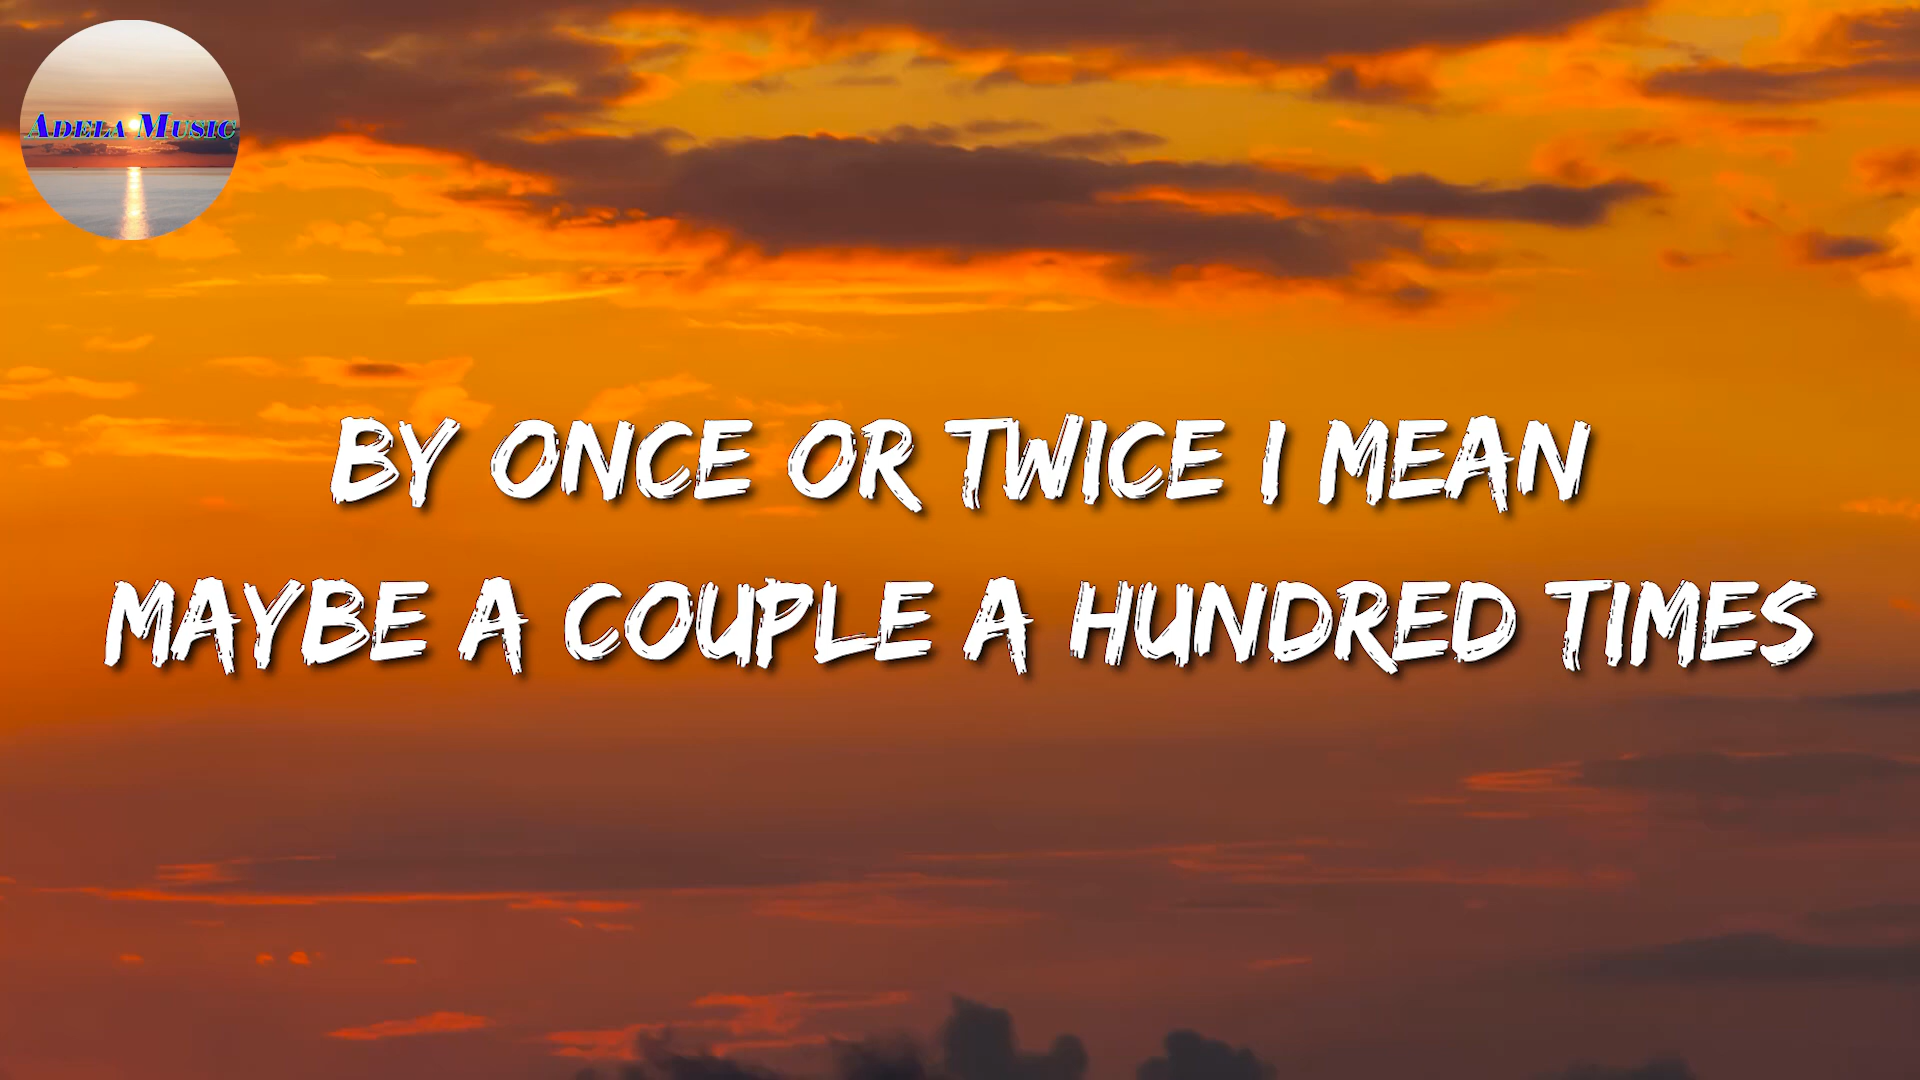 Adela Music
BY ONCE OR TWICE I MEAN
MAYBE A COUPLE A HUNDRED TIMES